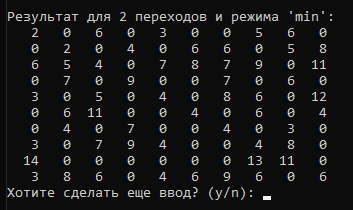 Результат для 2 переходов и режима 'min':
2 0 6 0 3 0 0 5 6 0
0 2 0 4 0 6 6 0 5 8
6 5 4 0 7 8 7 9 0 11
0 7 0 9 0 0 7 0 6 0
3 0 5 0 4 0 8 6 0 12
0 6 11 0 0 4 0 6 0 4
0 4 0 7 0 0 4 0 3 0
3 0 7 9 4 0 0 4 8 0
14 0 0 0 0 0 0 13 11 0
3 8 6 0 4 6 9 6 0 6
Хотите сделать еще ввод? (y/n):